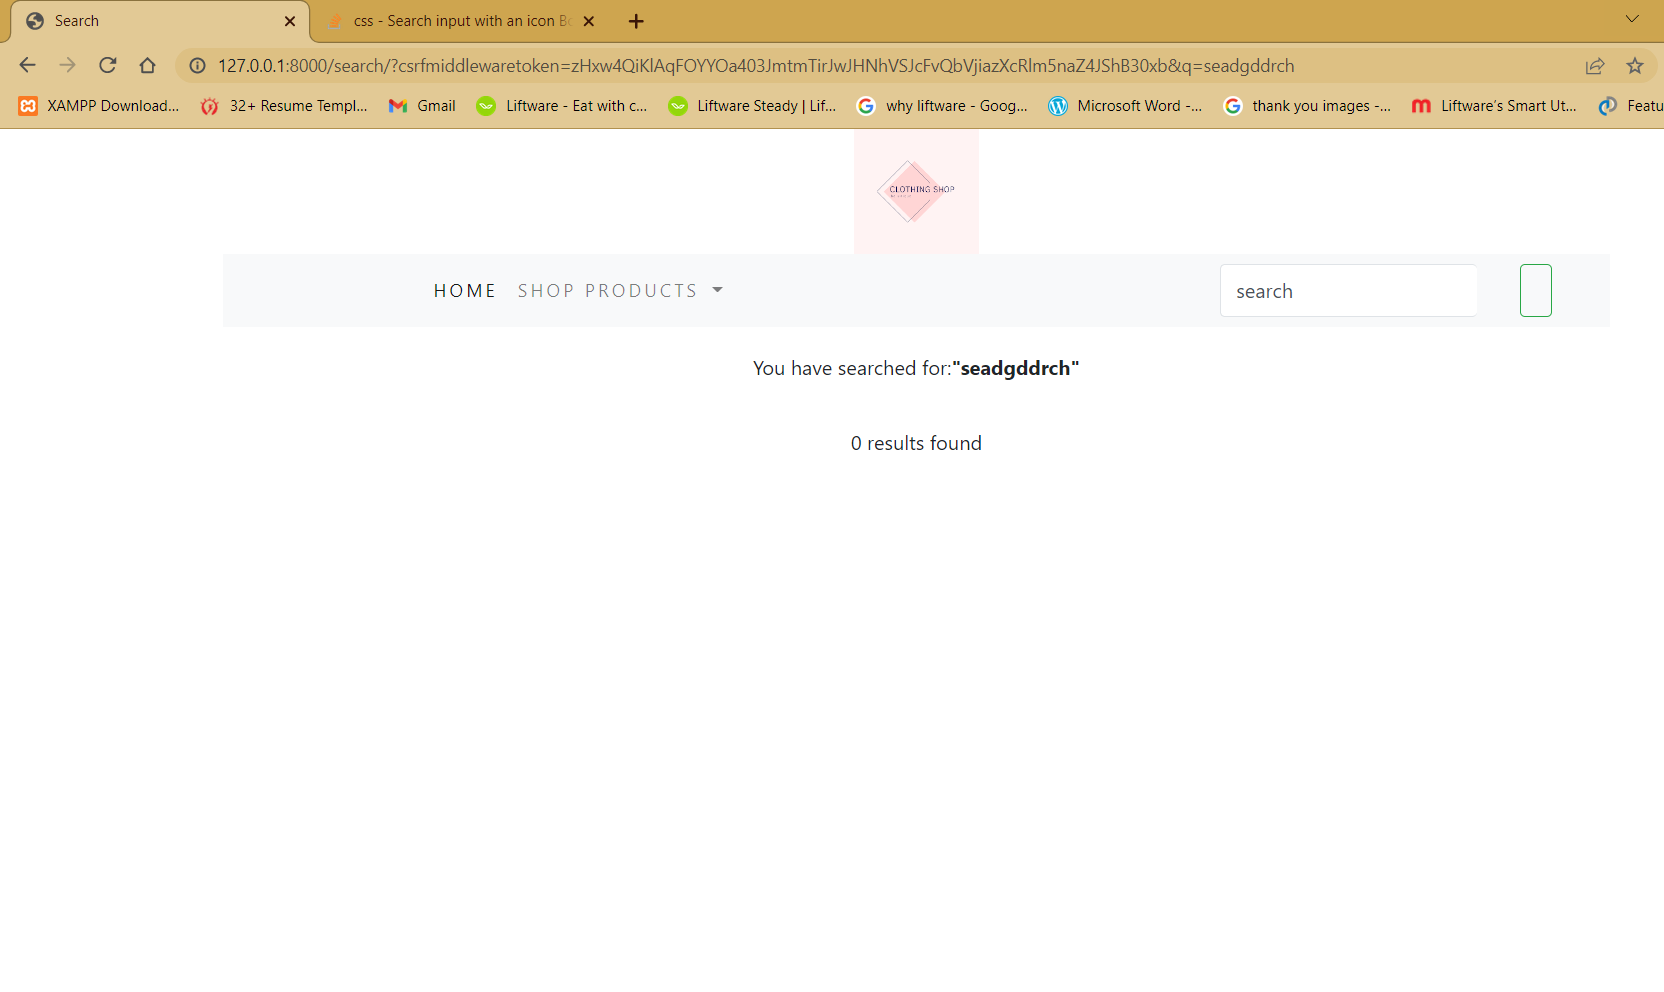 Search
css - Search input with an icon Bo
127.0.0.1:8000/search/?csrfmiddlewaretoken=zHxw4QiKlAqFOYYOa403JmtmTirJwJHNhVSJcFvQbVjiazXcRlm5naZ4JShB30xb&q=seadgddrch
XAMPP Download... 32+ Resume Templ... Gmail Liftware - Eat with c... Liftware Steady | Lif... why liftware - Goog... Microsoft Word -... thank you images -... Liftware's Smart Ut... Featu
CLOTHING SHOP
HOME SHOP PRODUCTS search
You have searched for:"seadgddrch"
0 results found